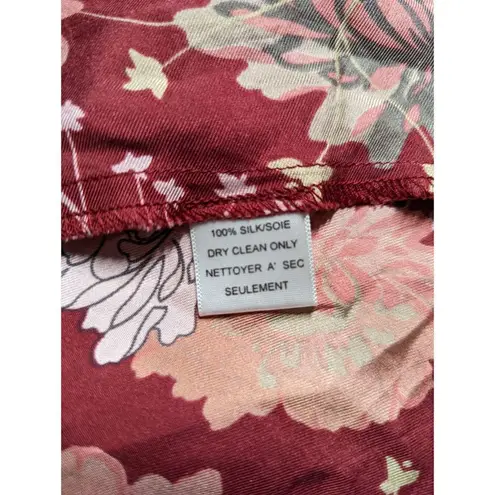 100% SILK/SOIE
DRY CLEAN ONLY
NETTOYER A' SEC
SEULEMENT